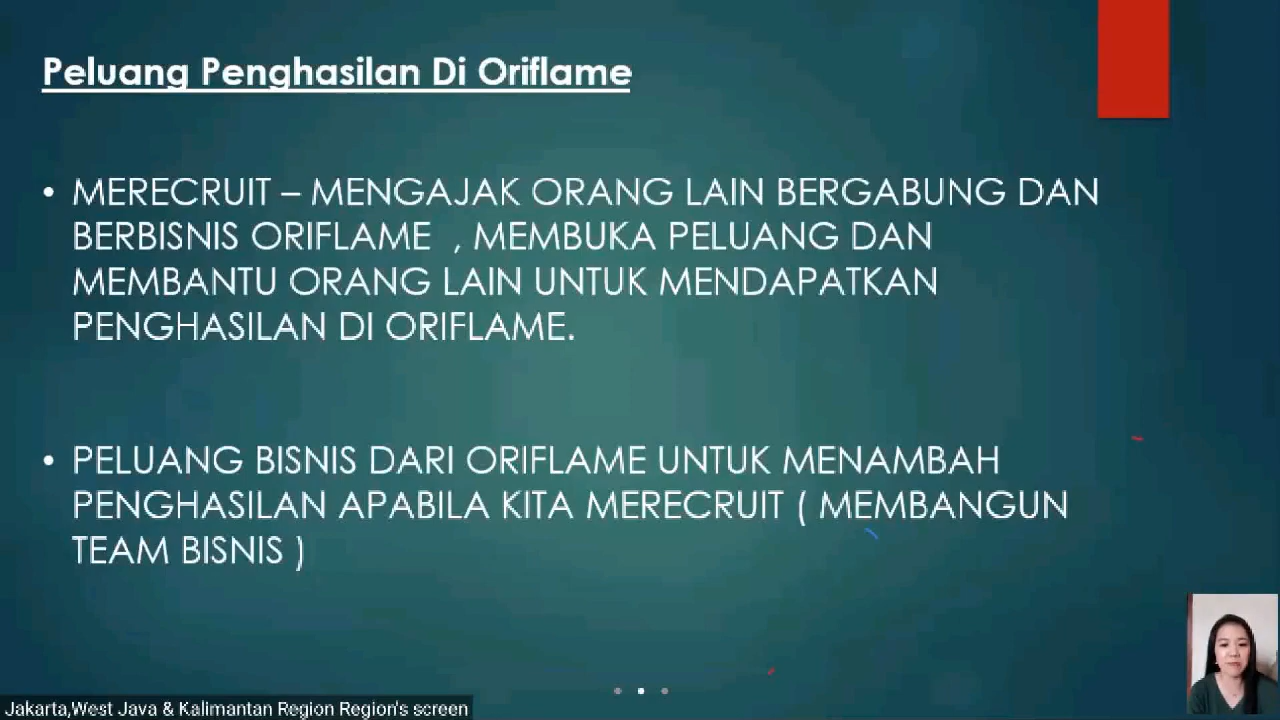 Peluang Penghasilan Di Oriflame
• MERECRUIT – MENGAJAK ORANG LAIN BERGABUNG DAN
BERBISNIS ORIFLAME , MEMBUKA PELUANG DAN
MEMBANTU ORANG LAIN UNTUK MENDAPATKAN
PENGHASILAN DI ORIFLAME.
• PELUANG BISNIS DARI ORIFLAME UNTUK MENAMBAH
PENGHASILAN APABILA KITA MERECRUIT ( MEMBANGUN
TEAM BISNIS )
Jakarta,West Java & Kalimantan Region Region's screen